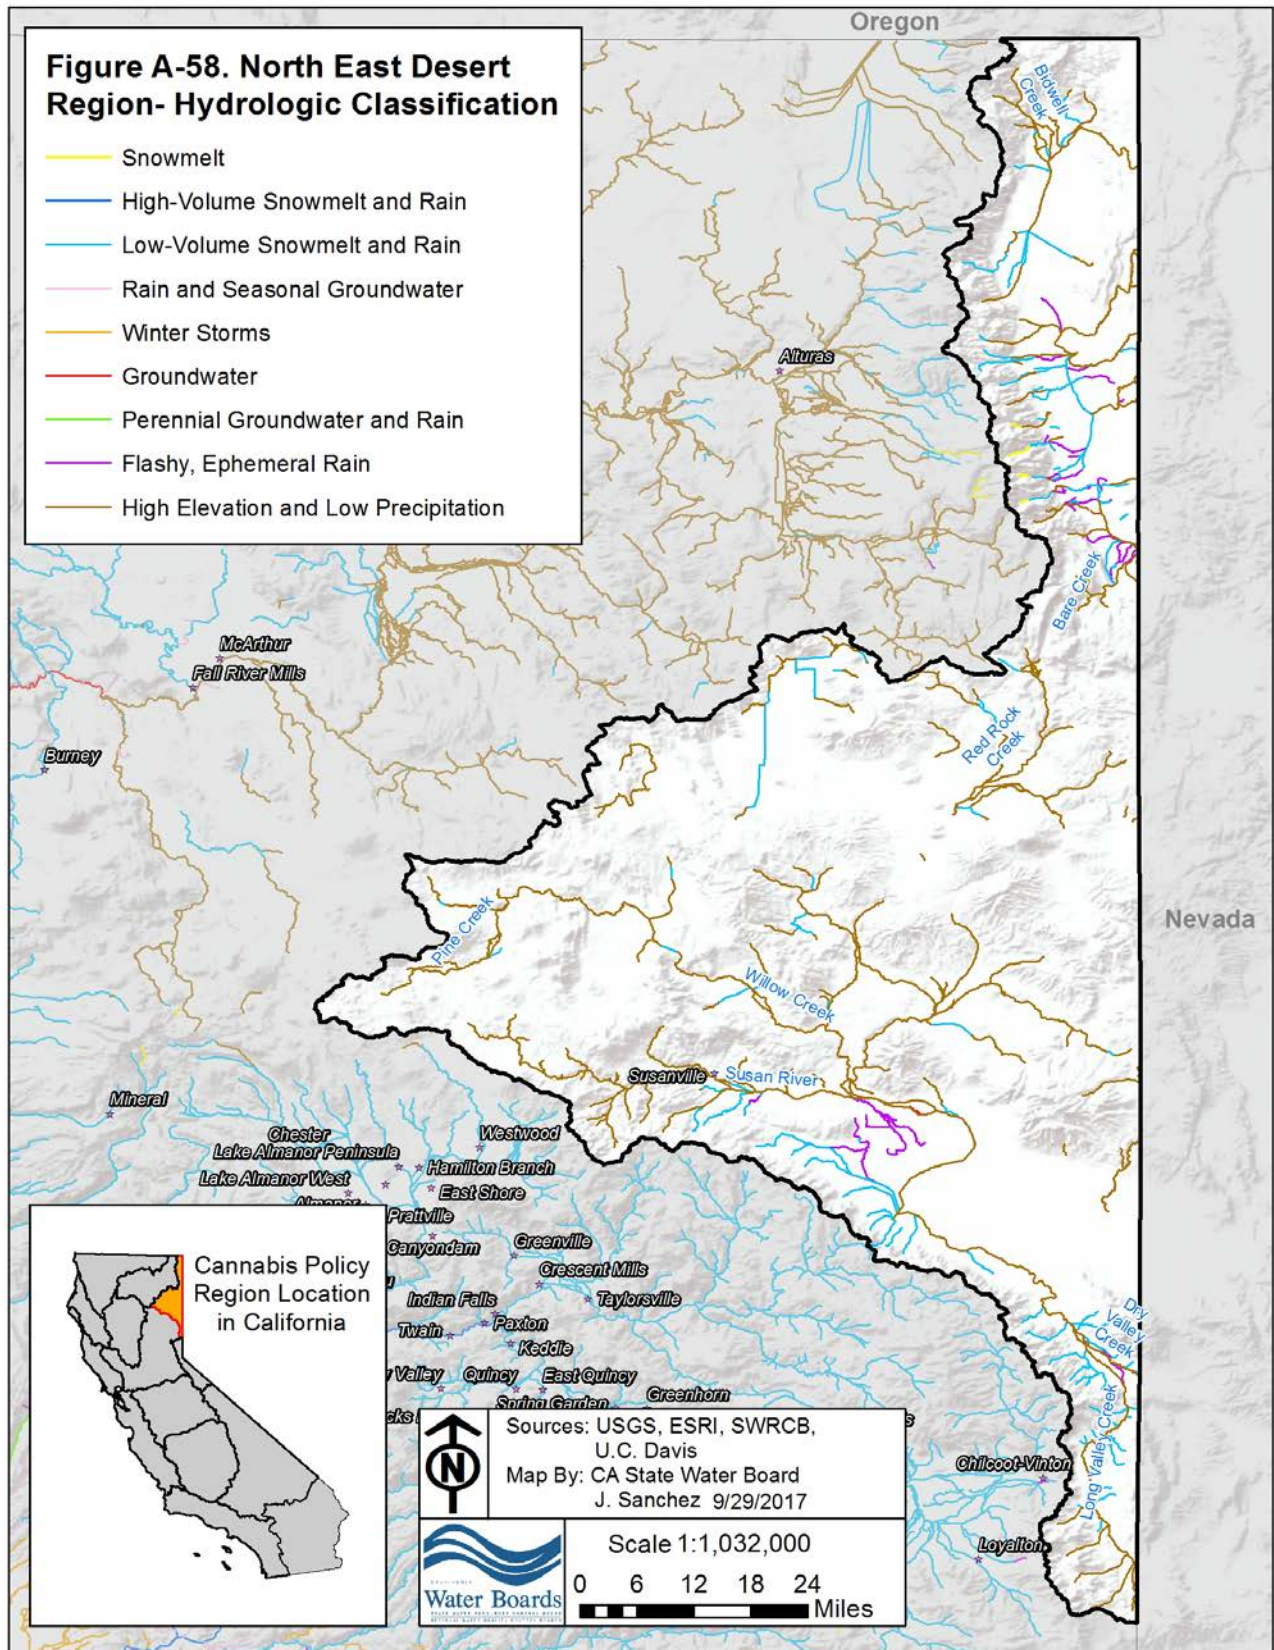 Oregon
Figure A-58. North East Desert
Region- Hydrologic Classification
Snowmelt
High-Volume Snowmelt and Rain
Low-Volume Snowmelt and Rain
Rain and Seasonal Groundwater
Winter Storms
Groundwater
Perennial Groundwater and Rain
Flashy, Ephemeral Rain
High Elevation and Low Precipitation
Bidwell
Creek
Alturas
Bare Creek
McArthur
Fall River Mills
Burney
Red Rock
Creek
Nevada
Pine Creek
Willow Creek
Susanville
Susan River
Mineral
Chester
Westwood
Lake Almanor Peninsula
Hamilton Branch
Lake Almanor West
East Shore
Almanor
Prattville
Canyondam
Greenville
Crescent Mills
Indian Falls
Taylorsville
Twain
Paxton
Keddie
Valley
Quincy
East Quincy
Spring Garden
Greenhorn
Dry
Valley
Creek
Long Valley Creek
Chilcoot-Vinton
Loyalton
Cannabis Policy
Region Location
in California
N
Sources: USGS, ESRI, SWRCB,
U.C. Davis
Map By: CA State Water Board
J. Sanchez 9/29/2017
Water Boards
Scale 1:1,032,000
0 6 12 18 24
Miles